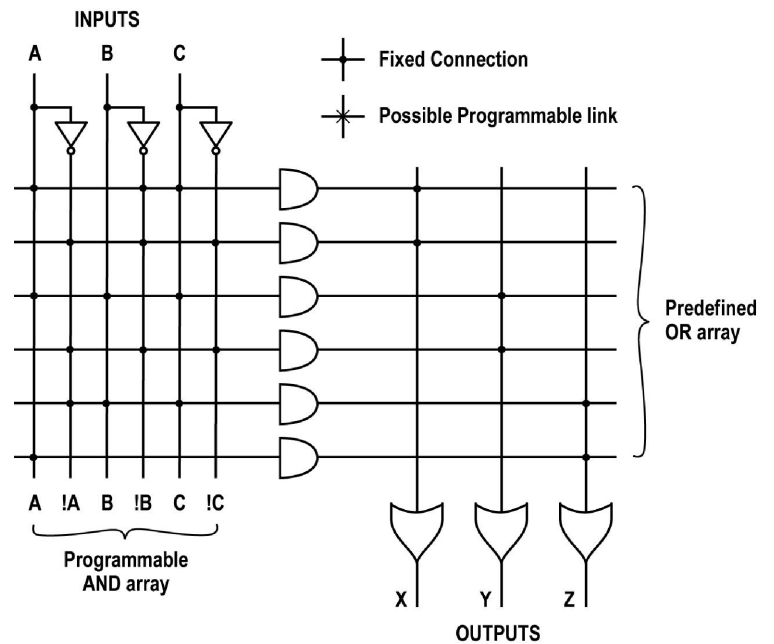 INPUTS
A B C
Fixed Connection
Possible Programmable link
Predefined
OR array
A !A B !B C !C
Programmable
AND array
X Y Z
OUTPUTS